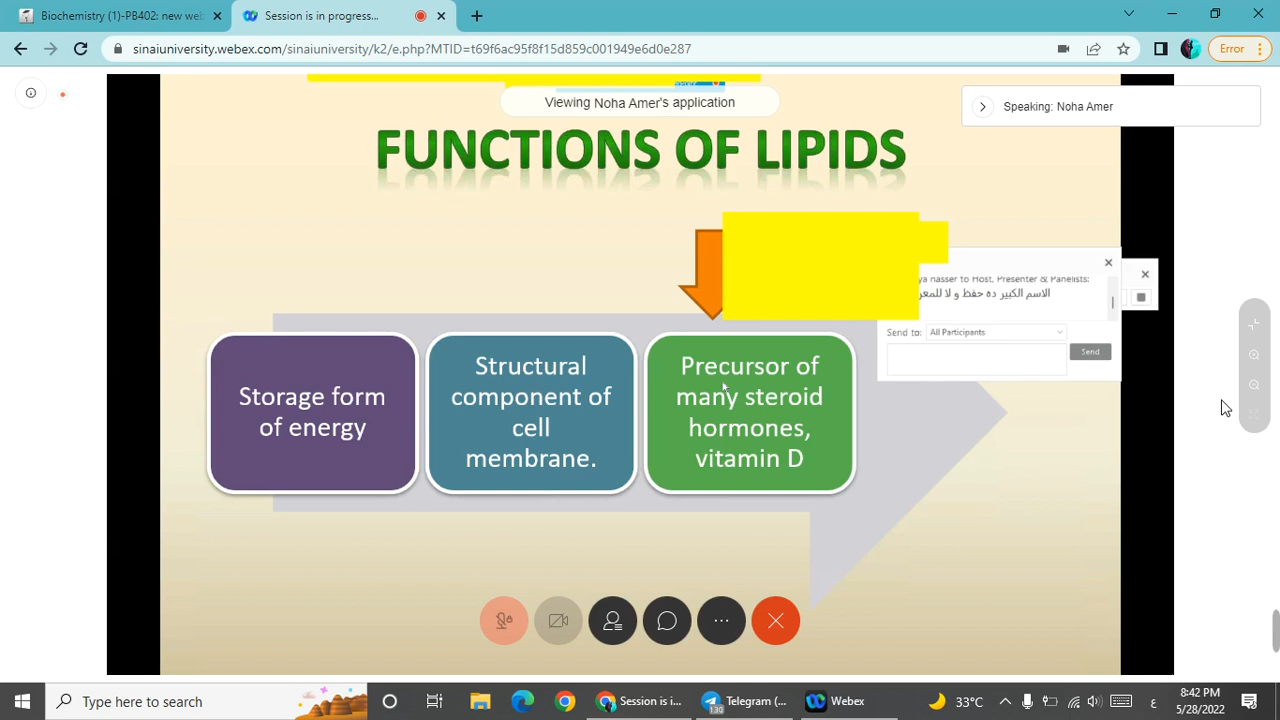 Biochemistry (1)-PB402: new web
Session is in progress
sinaiuniversity.webex.com/sinaiuniversity/k2/e.php?MTID=t69f6ac95f8f15d859c001949e6d0e287
Error
Viewing Noha Amer's application
Speaking: Noha Amer
FUNCTIONS OF LIPIDS
nasser to Host, Presenter & Panelists:
الاسم الكبير ده حفظ و لا
Send to:
All Participants
Send
Storage form
of energy
Structural
component of
cell
membrane.
Precursor of
many steroid
hormones,
vitamin D
Type here to search
Session is i...
Telegram (...
130
Webex
33°C
ع
8:42 PM
5/28/2022